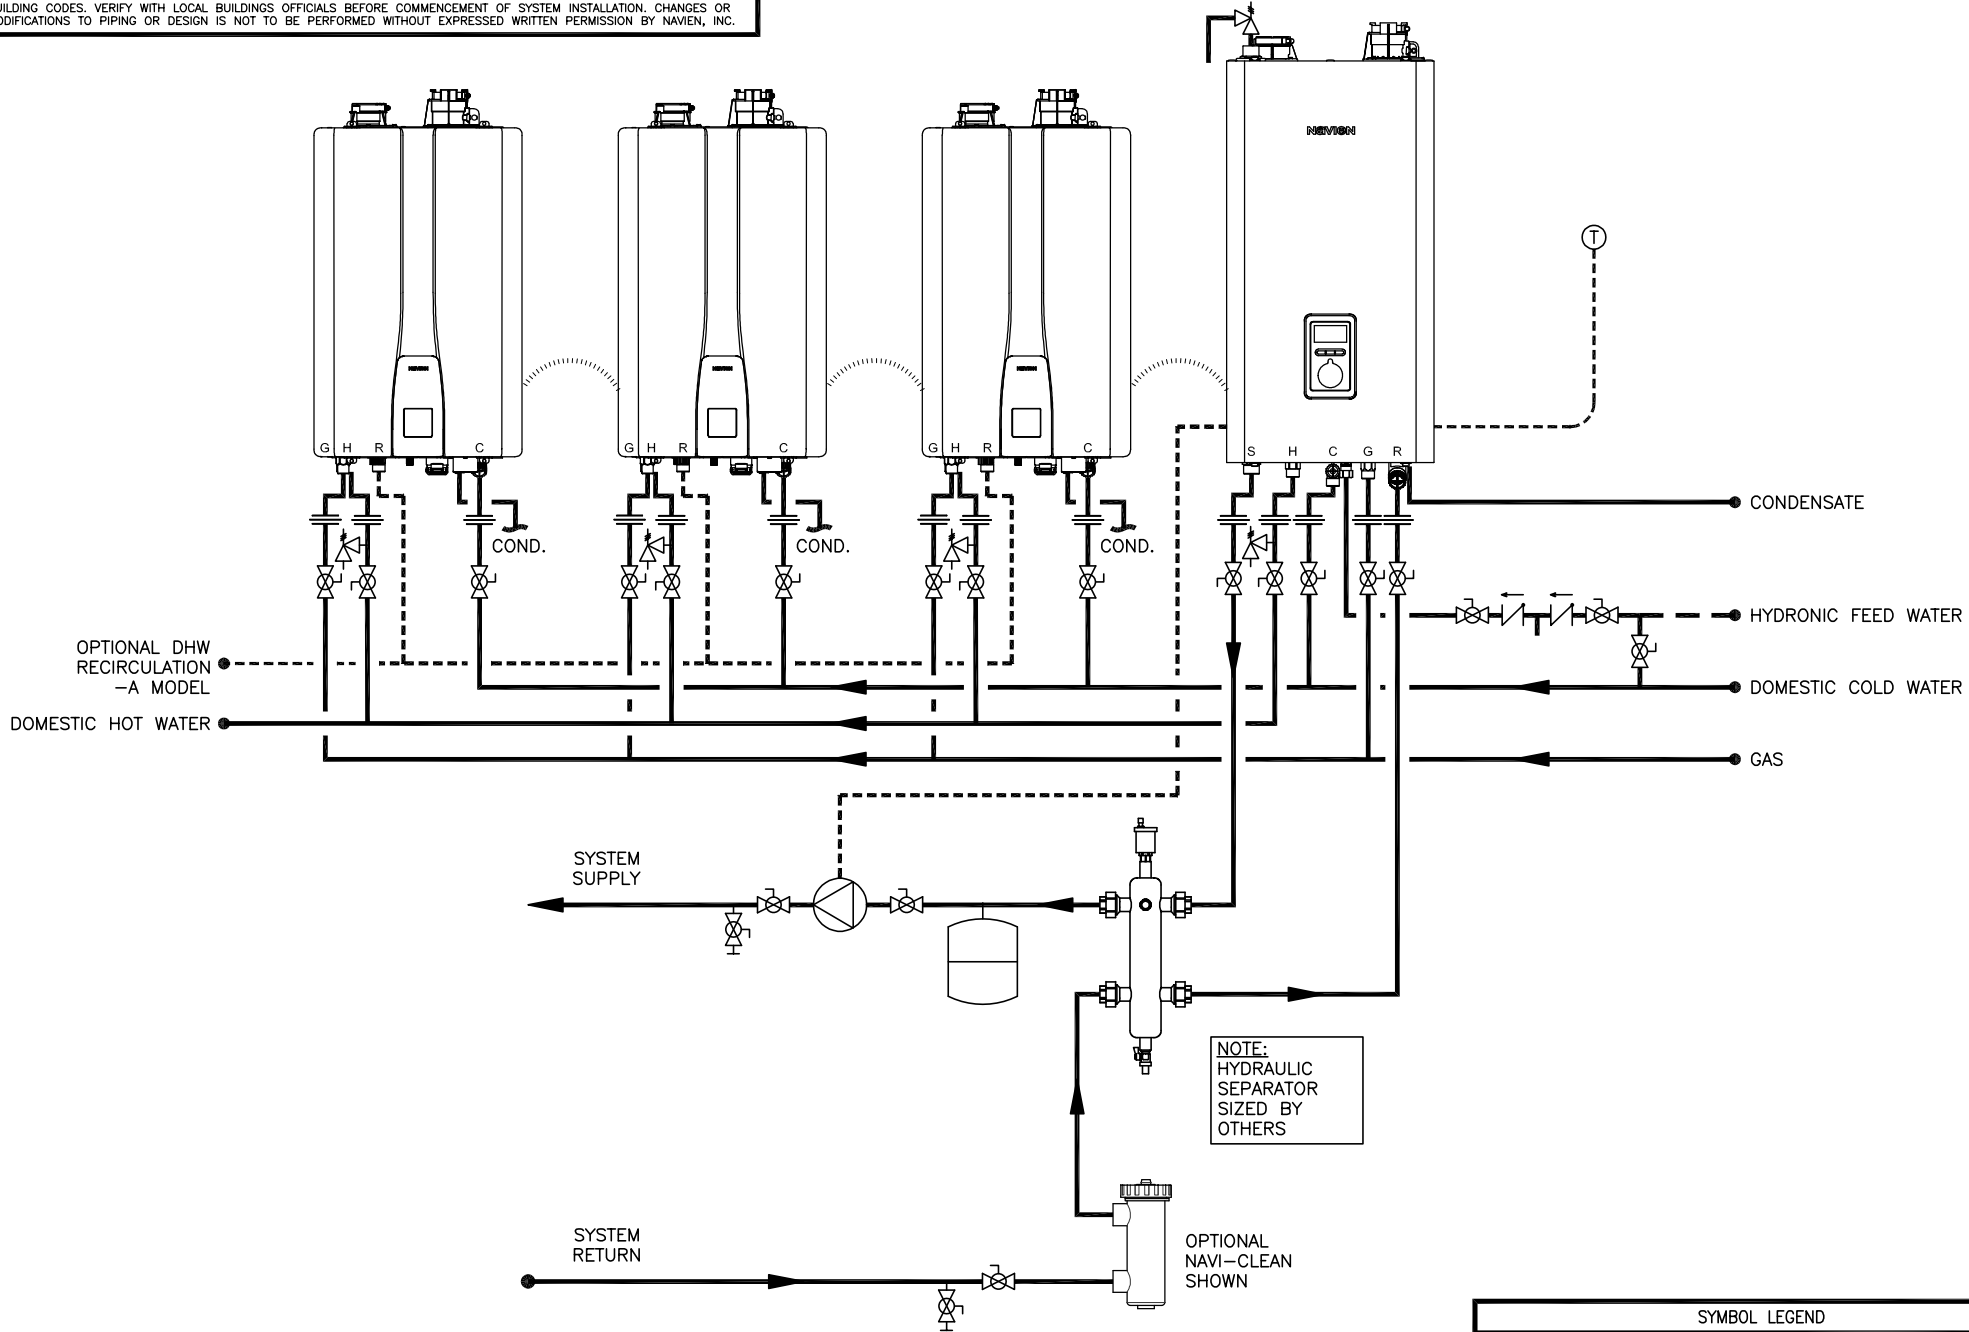 UILDING CODES. VERIFY WITH LOCAL BUILDINGS OFFICIALS BEFORE COMMENCEMENT OF SYSTEM INSTALLATION. CHANGES OR
ODIFICATIONS TO PIPING OR DESIGN IS NOT TO BE PERFORMED WITHOUT EXPRESSED WRITTEN PERMISSION BY NAVIEN, INC.
NAVIEN
T
NAVIEN
NAVIEN
NAVIEN
G H R C
G H R C
G H R C
S H C G R
CONDENSATE
COND.
COND.
COND.
HYDRONIC FEED WATER
OPTIONAL DHW
RECIRCULATION
-A MODEL
DOMESTIC COLD WATER
DOMESTIC HOT WATER
GAS
SYSTEM
SUPPLY
NOTE:
HYDRAULIC
SEPARATOR
SIZED BY
OTHERS
SYSTEM
RETURN
OPTIONAL
NAVI-CLEAN
SHOWN
SYMBOL LEGEND